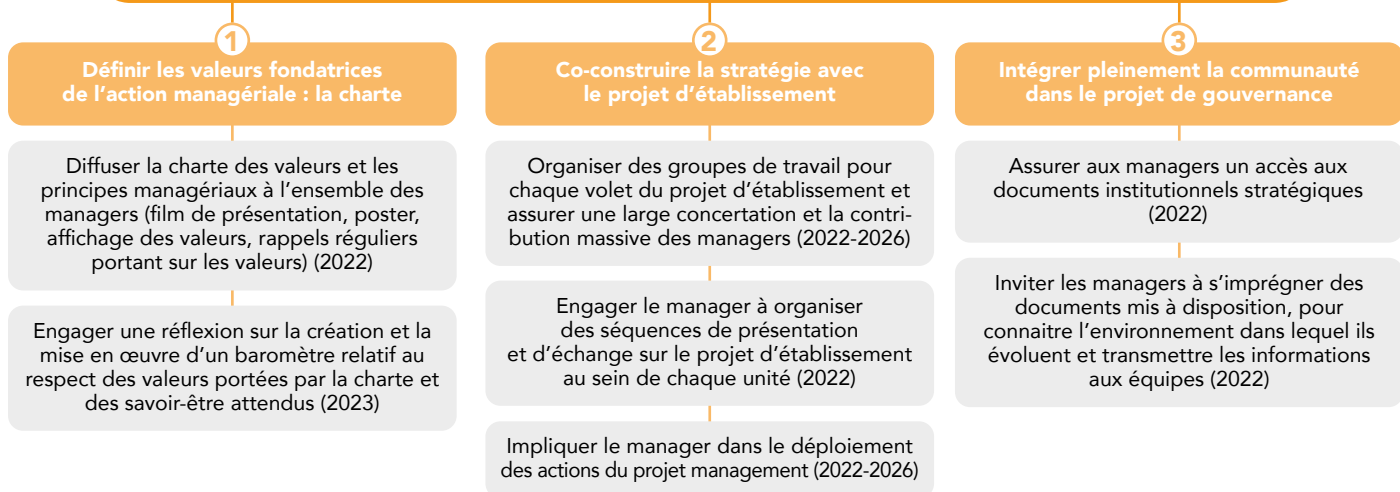 1
Définir les valeurs fondatrices
de l'action managériale : la charte
Diffuser la charte des valeurs et les
principes managériaux à l'ensemble des
managers (film de présentation, poster,
affichage des valeurs, rappels réguliers
portant sur les valeurs) (2022)
Engager une réflexion sur la création et la
mise en œuvre d'un baromètre relatif au
respect des valeurs portées par la charte et
des savoir-être attendus (2023)
2
Co-construire la stratégie avec
le projet d'établissement
Organiser des groupes de travail pour
chaque volet du projet d'établissement et
assurer une large concertation et la contri-
bution massive des managers (2022-2026)
Engager le manager à organiser
des séquences de présentation
et d'échange sur le projet d'établissement
au sein de chaque unité (2022)
Impliquer le manager dans le déploiement
des actions du projet management (2022-2026)
3
Intégrer pleinement la communauté
dans le projet de gouvernance
Assurer aux managers un accès aux
documents institutionnels stratégiques
(2022)
Inviter les managers à s'imprégner des
documents mis à disposition, pour
connaitre l'environnement dans lequel ils
évoluent et transmettre les informations
aux équipes (2022)